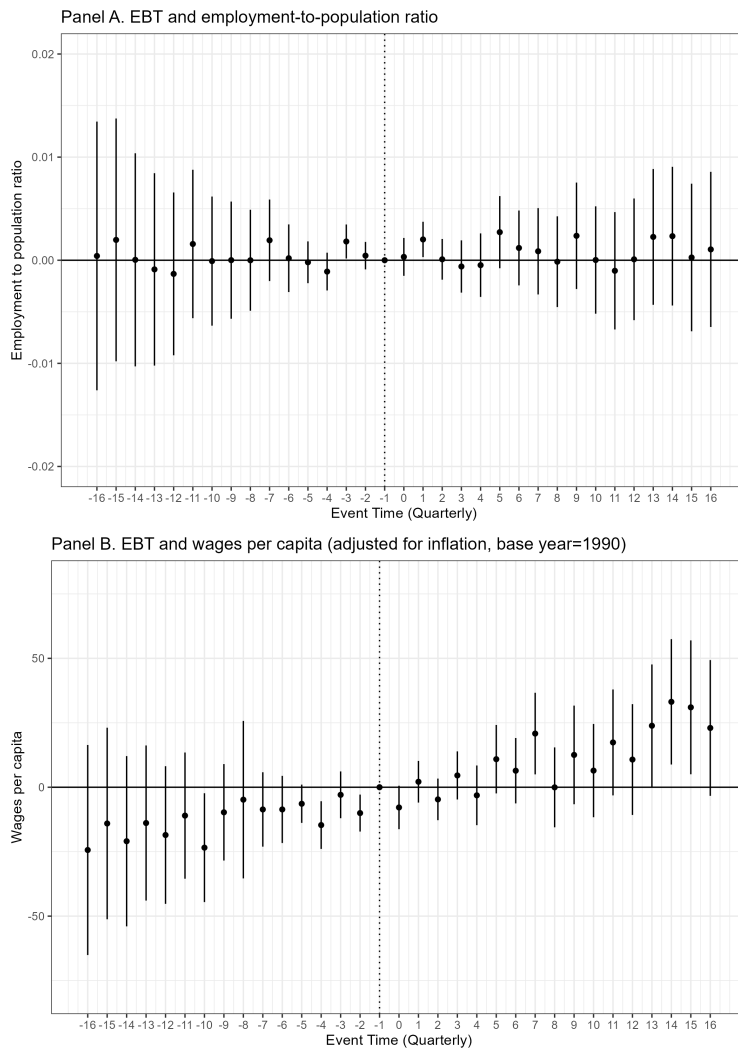 Panel A. EBT and employment-to-population ratio
0.02
0.01
0.00
-0.01
-0.02
Employment to population ratio
-16 -15 -14 -13 -12 -11 -10 -9 -8 -7 -6 -5 -4 -3 -2 -1 0 1 2 3 4 5 6 7 8 9 10 11 12 13 14 15 16
Event Time (Quarterly)
Panel B. EBT and wages per capita (adjusted for inflation, base year=1990)
50
0
-50
Wages per capita
-16 -15 -14 -13 -12 -11 -10 -9 -8 -7 -6 -5 -4 -3 -2 -1 0 1 2 3 4 5 6 7 8 9 10 11 12 13 14 15 16
Event Time (Quarterly)